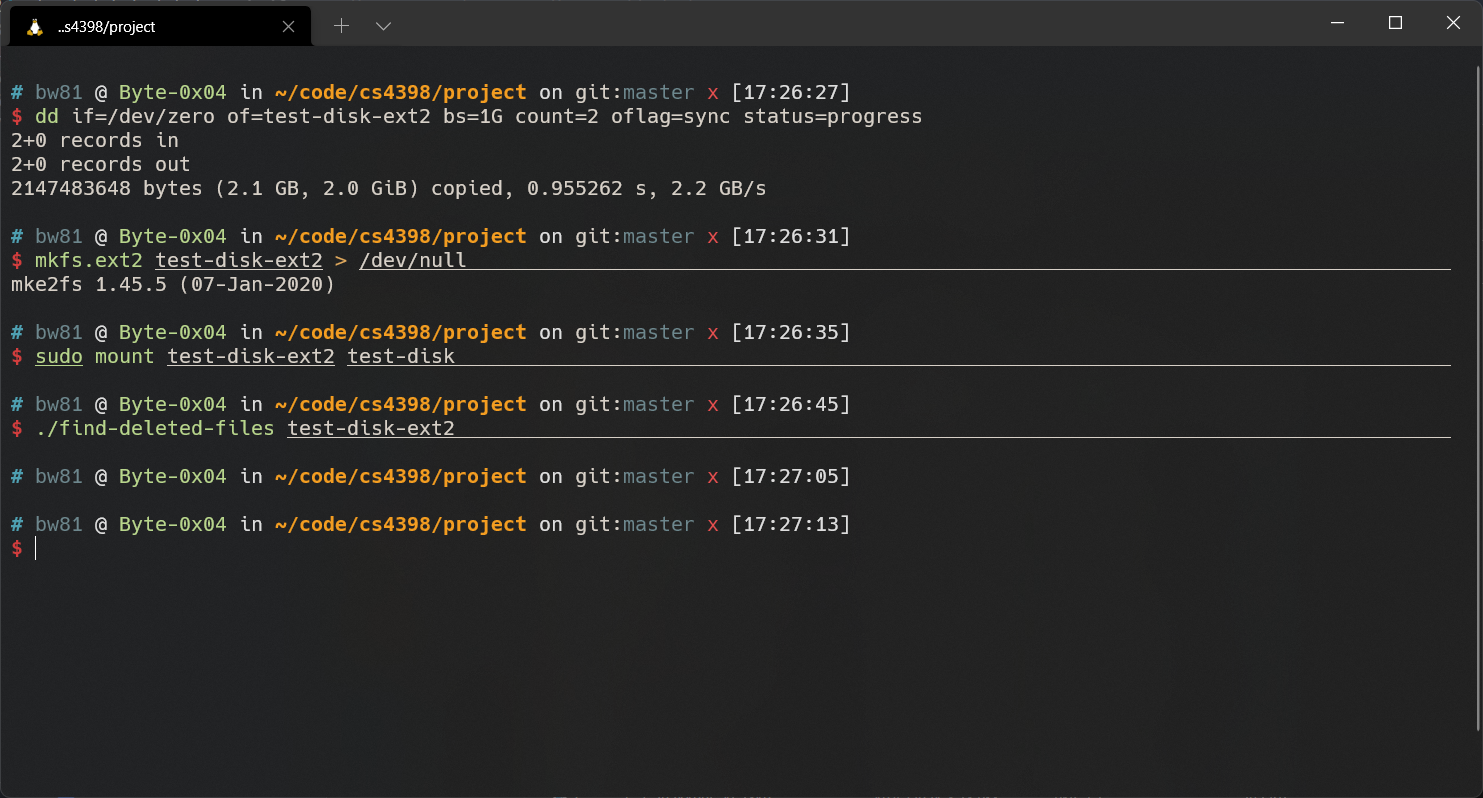 ..s4398/project
# bw81 @ Byte-0x04 in ~/code/cs4398/project on git:master x [17:26:27]
$ dd if=/dev/zero of=test-disk-ext2 bs=1G count=2 oflag=sync status=progress
2+0 records in
2+0 records out
2147483648 bytes (2.1 GB, 2.0 GiB) copied, 0.955262 s, 2.2 GB/s
# bw81 @ Byte-0x04 in ~/code/cs4398/project on git:master x [17:26:31]
$ mkfs.ext2 test-disk-ext2 > /dev/null
mke2fs 1.45.5 (07-Jan-2020)
# bw81 @ Byte-0x04 in ~/code/cs4398/project on git:master x [17:26:35]
$ sudo mount test-disk-ext2 test-disk
# bw81 @ Byte-0x04 in ~/code/cs4398/project on git:master x [17:26:45]
$ ./find-deleted-files test-disk-ext2
# bw81 @ Byte-0x04 in ~/code/cs4398/project on git:master x [17:27:05]
# bw81 @ Byte-0x04 in ~/code/cs4398/project on git:master x [17:27:13]
$